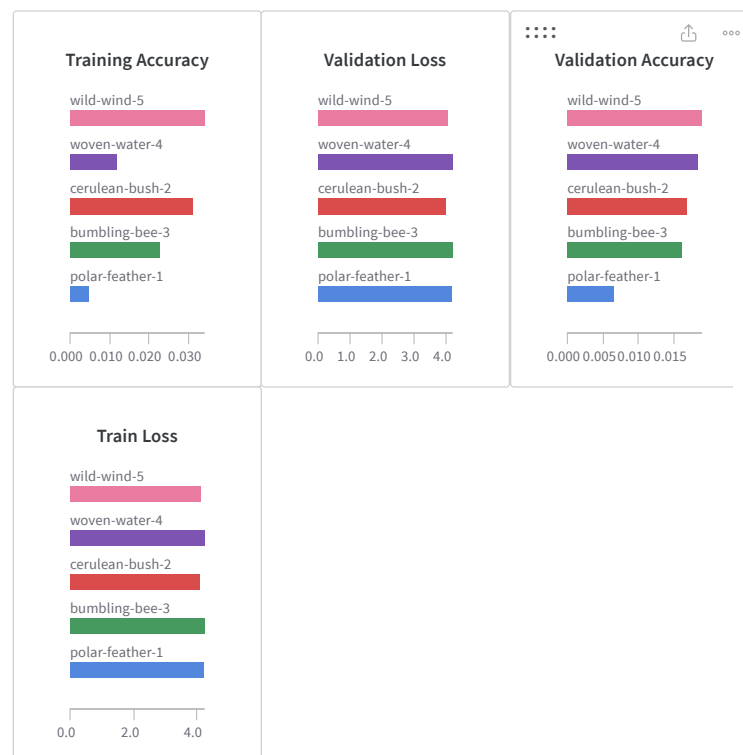 Training Accuracy
wild-wind-5
woven-water-4
cerulean-bush-2
bumbling-bee-3
polar-feather-1
0.000 0.010 0.020 0.030
Validation Loss
wild-wind-5
woven-water-4
cerulean-bush-2
bumbling-bee-3
polar-feather-1
0.0 1.0 2.0 3.0 4.0
Validation Accuracy
wild-wind-5
woven-water-4
cerulean-bush-2
bumbling-bee-3
polar-feather-1
0.000 0.005 0.010 0.015
Train Loss
wild-wind-5
woven-water-4
cerulean-bush-2
bumbling-bee-3
polar-feather-1
0.0 2.0 4.0